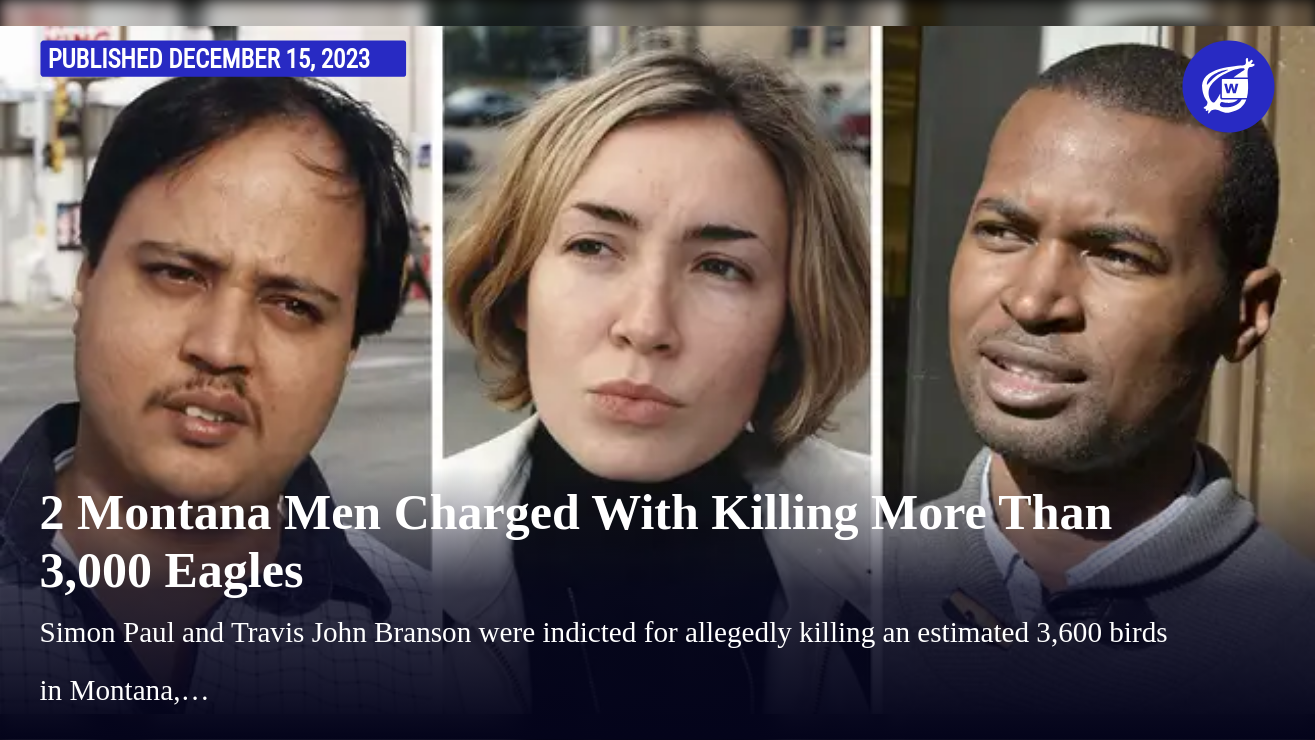 PUBLISHED DECEMBER 15, 2023
W
2 Montana Men Charged With Killing More Than
3,000 Eagles
Simon Paul and Travis John Branson were indicted for allegedly killing an estimated 3,600 birds
in Montana,…